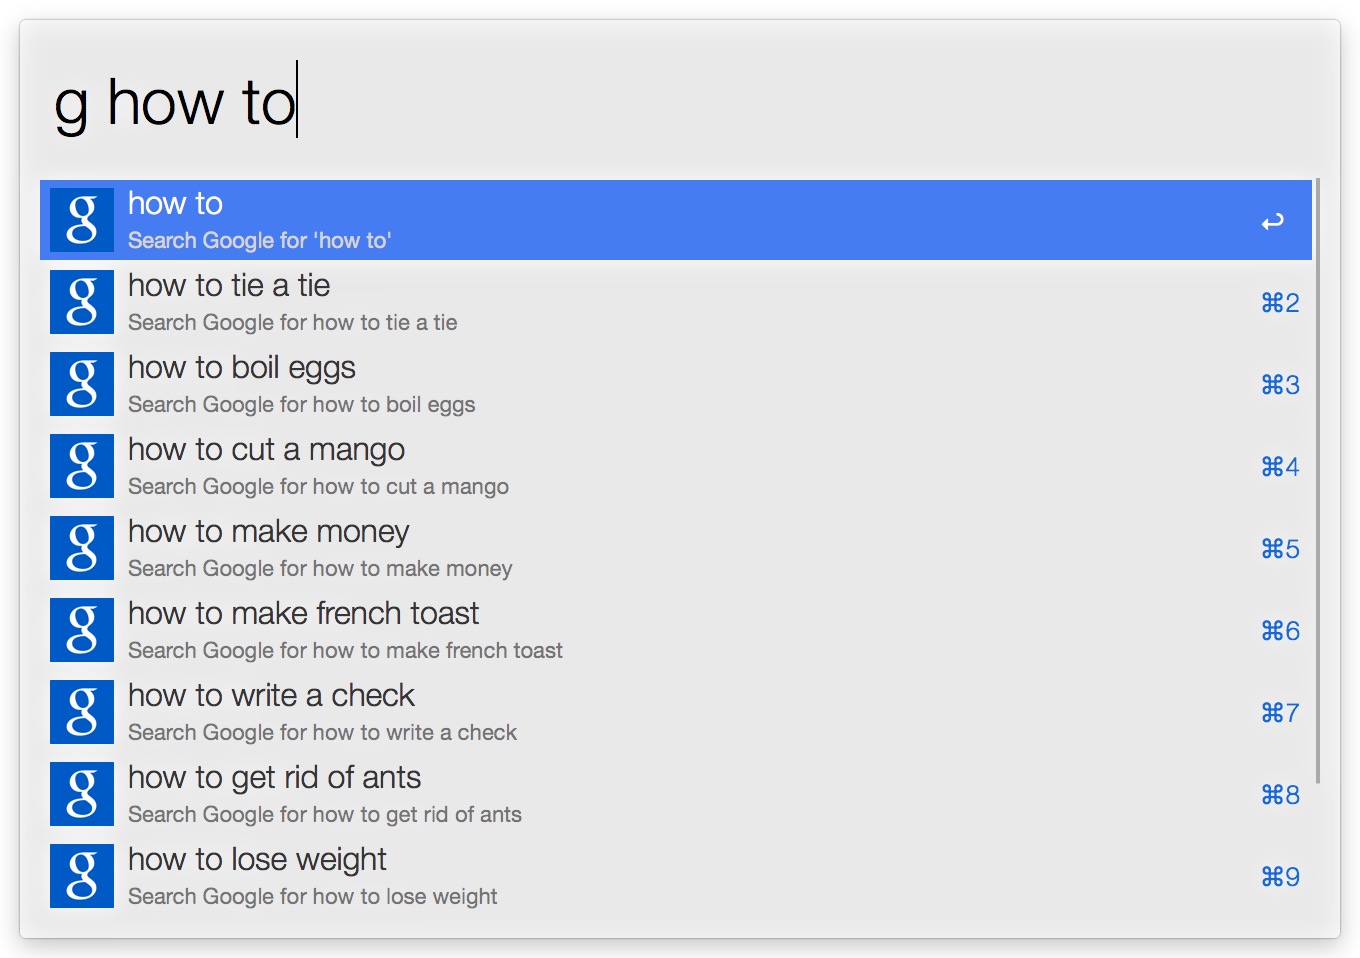 g how to
g how to ↩
Search Google for 'how to'
g how to tie a tie ⌘2
Search Google for how to tie a tie
g how to boil eggs ⌘3
Search Google for how to boil eggs
g how to cut a mango ⌘4
Search Google for how to cut a mango
g how to make money ⌘5
Search Google for how to make money
g how to make french toast ⌘6
Search Google for how to make french toast
g how to write a check ⌘7
Search Google for how to write a check
g how to get rid of ants ⌘8
Search Google for how to get rid of ants
g how to lose weight ⌘9
Search Google for how to lose weight